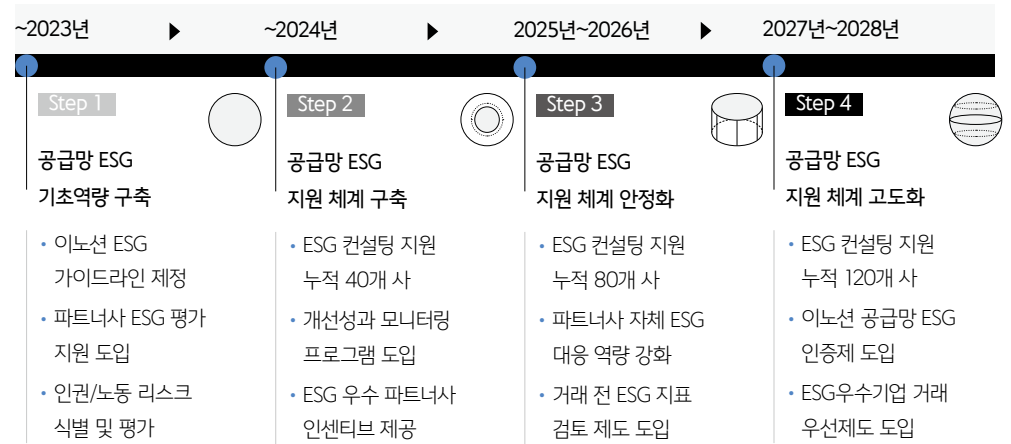 ~2023년 ▶ ~2024년 ▶ 2025년~2026년 ▶ 2027년~2028년
Step 1
공급망 ESG
기초역량 구축
• 이노션 ESG
가이드라인 제정
• 파트너사 ESG 평가
지원 도입
• 인권/노동 리스크
식별 및 평가
Step 2
공급망 ESG
지원 체계 구축
• ESG 컨설팅 지원
누적 40개 사
• 개선성과 모니터링
프로그램 도입
• ESG 우수 파트너사
인센티브 제공
Step 3
공급망 ESG
지원 체계 안정화
• ESG 컨설팅 지원
누적 80개 사
• 파트너사 자체 ESG
대응 역량 강화
• 거래 전 ESG 지표
검토 제도 도입
Step 4
공급망 ESG
지원 체계 고도화
• ESG 컨설팅 지원
누적 120개 사
• 이노션 공급망 ESG
인증제 도입
• ESG우수기업 거래
우선제도 도입